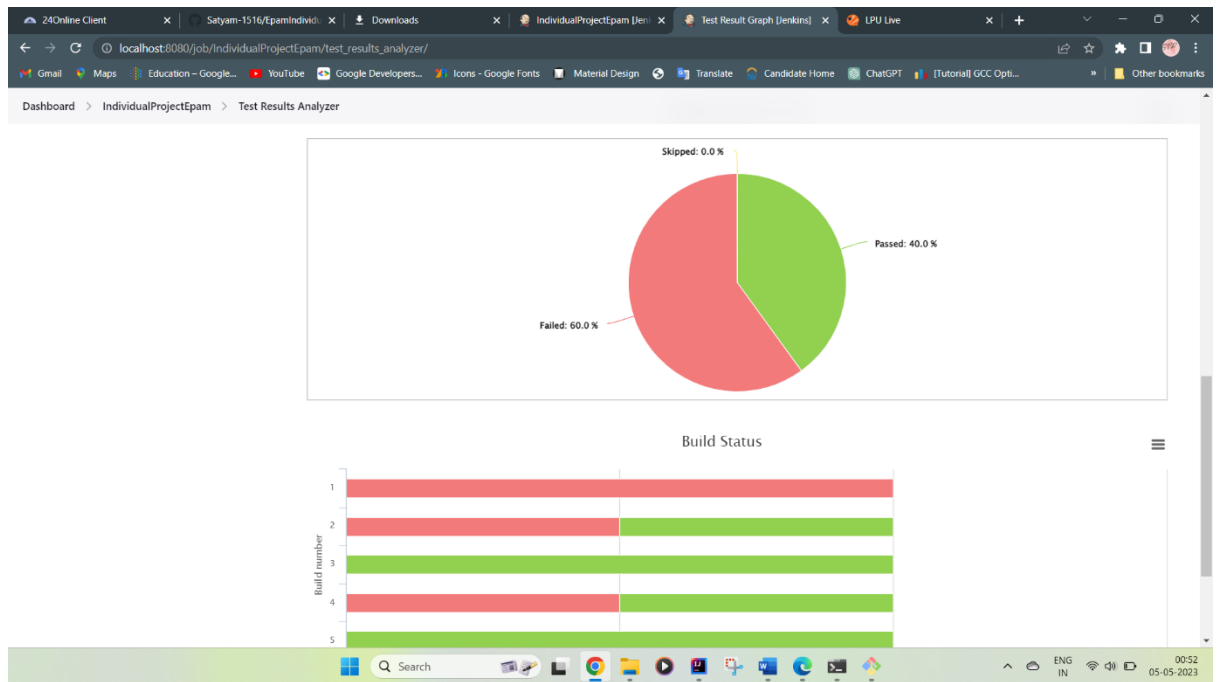 24Online Client
Satyam-1516/EpamIndividu
Downloads
IndividualProjectEpam [Jen
Test Result Graph [Jenkins]
LPU Live
localhost:8080/job/IndividualProjectEpam/test_results_analyzer/
Gmail
Maps
Education – Google...
YouTube
Google Developers...
Icons - Google Fonts
Material Design
Translate
Candidate Home
ChatGPT
[Tutorial] GCC Opti...
»
Other bookmarks
Dashboard > IndividualProjectEpam > Test Results Analyzer
Skipped: 0.0 %
Passed: 40.0 %
Failed: 60.0 %
Build Status
Build number
1
2
3
4
5
Search
ENG
IN
00:52
05-05-2023